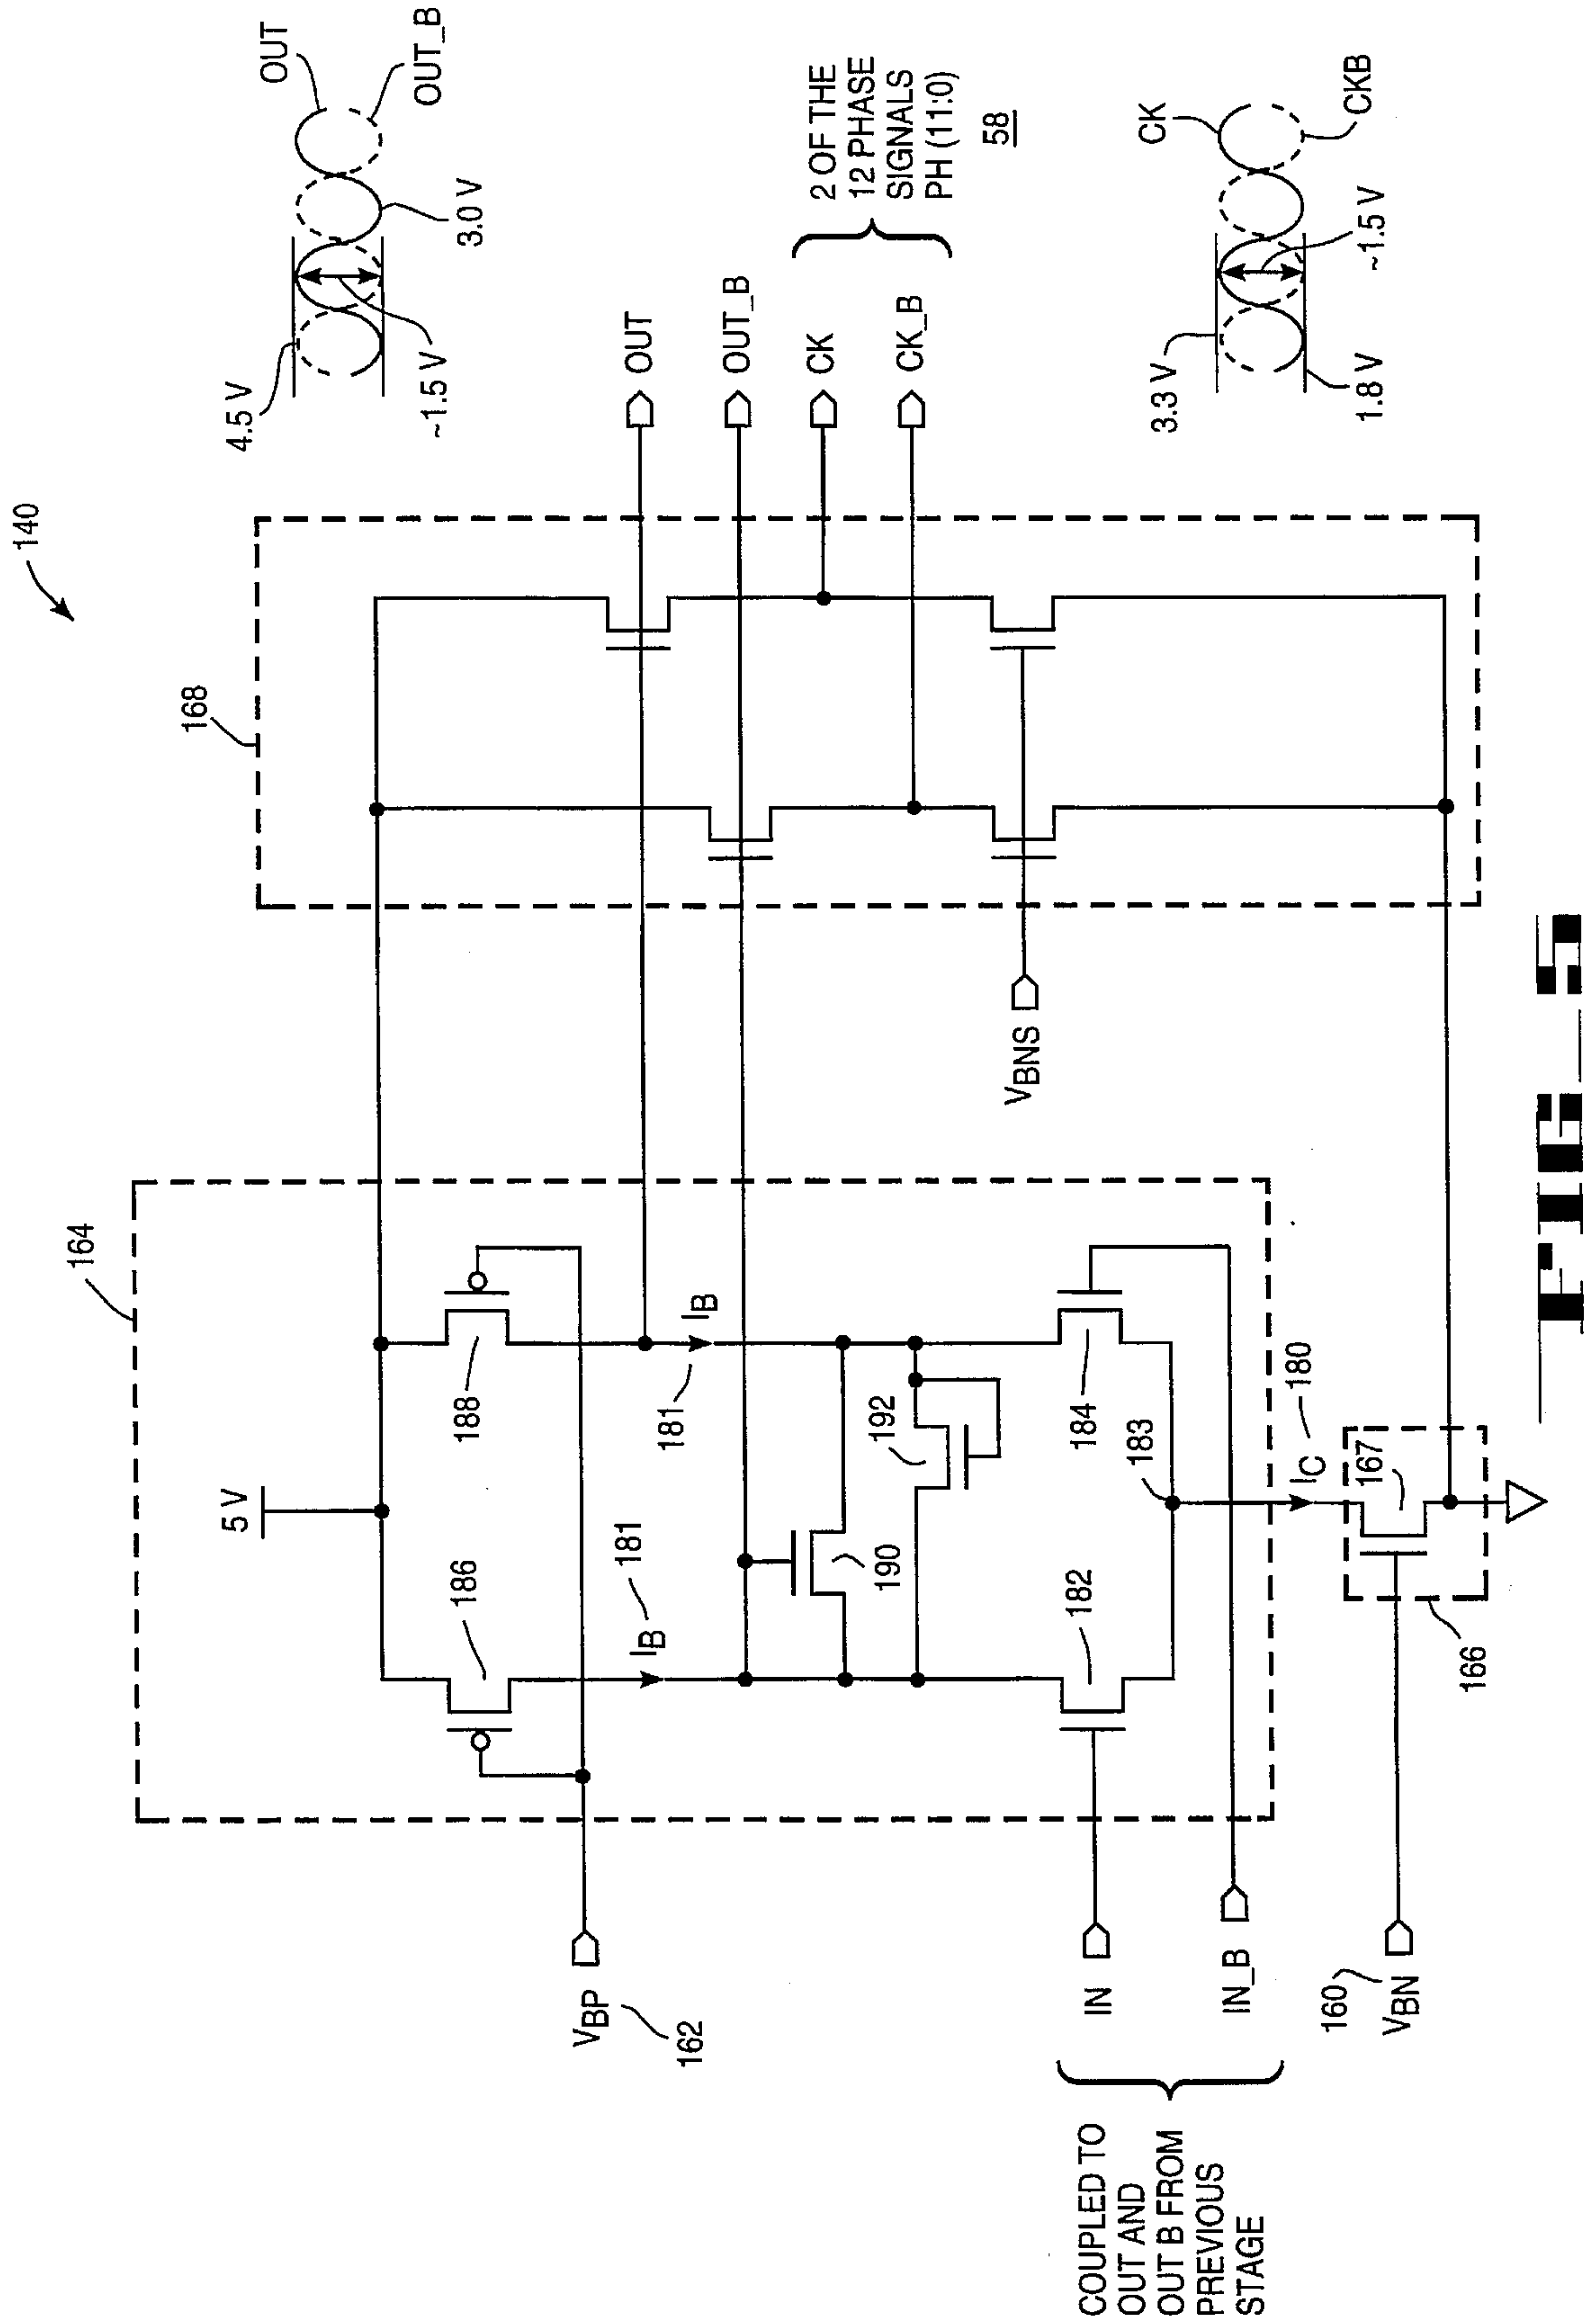 140
164
168
5 V
4.5 V
OUT
OUT_B
~1.5 V
3.0 V
186
188
VBP
162
IB
181
181
IB
OUT
OUT_B
CK
CK_B
2 OF THE
12 PHASE
SIGNALS
PH (11:0)
58
190
192
VBNS
COUPLED TO
OUT AND
OUT B FROM
PREVIOUS
STAGE
IN
IN_B
182
184
183
3.3 V
CK
CKB
1.8 V
~1.5 V
IC
180
167
160
VBN
166
FIG_5